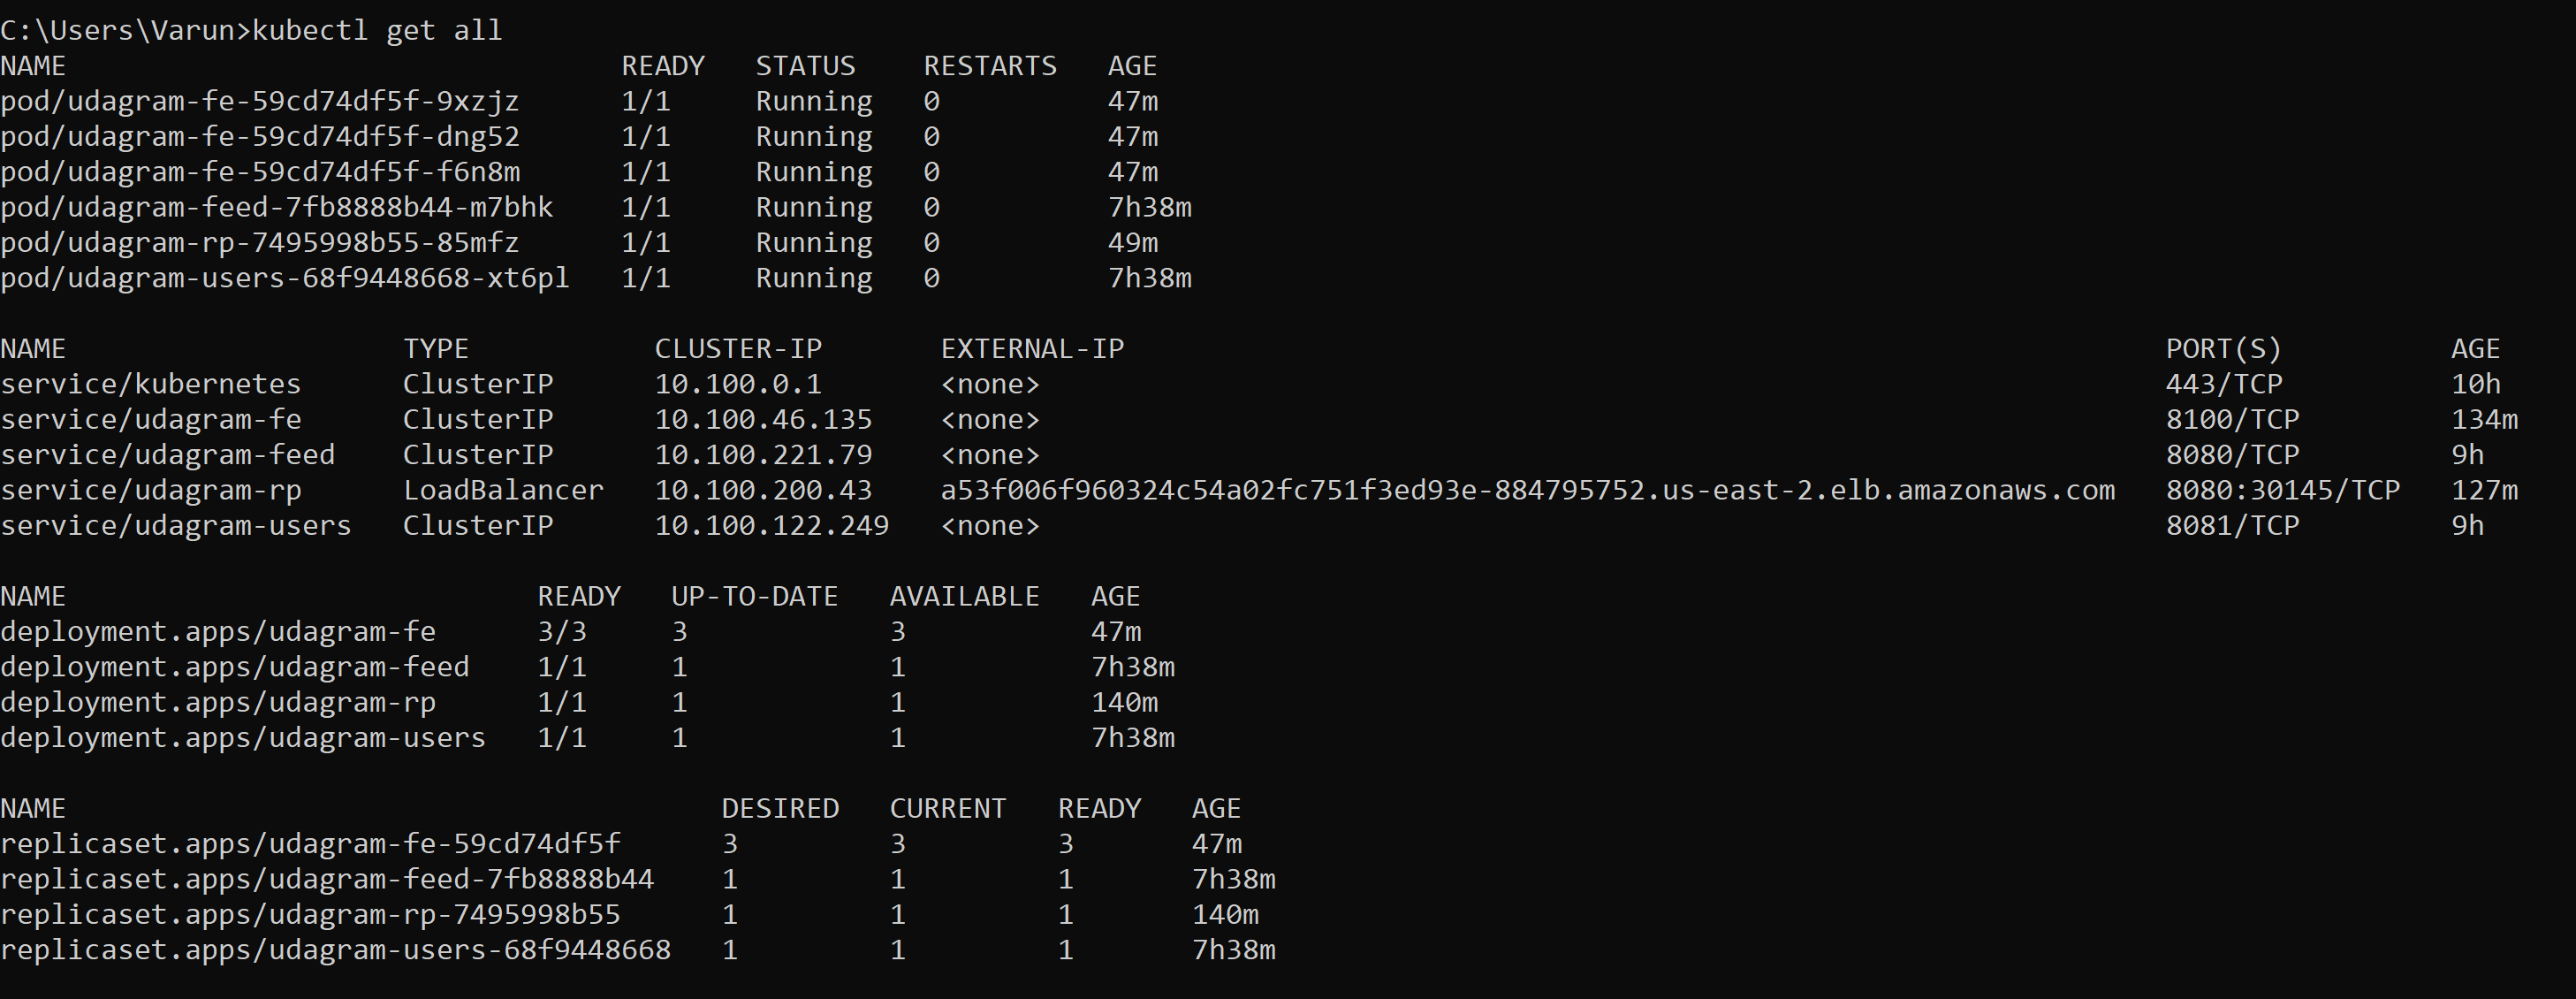 C:\Users\Varun>kubectl get all
NAME READY STATUS RESTARTS AGE
pod/udagram-fe-59cd74df5f-9xzjz 1/1 Running 0 47m
pod/udagram-fe-59cd74df5f-dng52 1/1 Running 0 47m
pod/udagram-fe-59cd74df5f-f6n8m 1/1 Running 0 47m
pod/udagram-feed-7fb8888b44-m7bhk 1/1 Running 0 7h38m
pod/udagram-rp-7495998b55-85mfz 1/1 Running 0 49m
pod/udagram-users-68f9448668-xt6pl 1/1 Running 0 7h38m
NAME TYPE CLUSTER-IP EXTERNAL-IP PORT(S) AGE
service/kubernetes ClusterIP 10.100.0.1 <none> 443/TCP 10h
service/udagram-fe ClusterIP 10.100.46.135 <none> 8100/TCP 134m
service/udagram-feed ClusterIP 10.100.221.79 <none> 8080/TCP 9h
service/udagram-rp LoadBalancer 10.100.200.43 a53f006f960324c54a02fc751f3ed93e-884795752.us-east-2.elb.amazonaws.com 8080:30145/TCP 127m
service/udagram-users ClusterIP 10.100.122.249 <none> 8081/TCP 9h
NAME READY UP-TO-DATE AVAILABLE AGE
deployment.apps/udagram-fe 3/3 3 3 47m
deployment.apps/udagram-feed 1/1 1 1 7h38m
deployment.apps/udagram-rp 1/1 1 1 140m
deployment.apps/udagram-users 1/1 1 1 7h38m
NAME DESIRED CURRENT READY AGE
replicaset.apps/udagram-fe-59cd74df5f 3 3 3 47m
replicaset.apps/udagram-feed-7fb8888b44 1 1 1 7h38m
replicaset.apps/udagram-rp-7495998b55 1 1 1 140m
replicaset.apps/udagram-users-68f9448668 1 1 1 7h38m